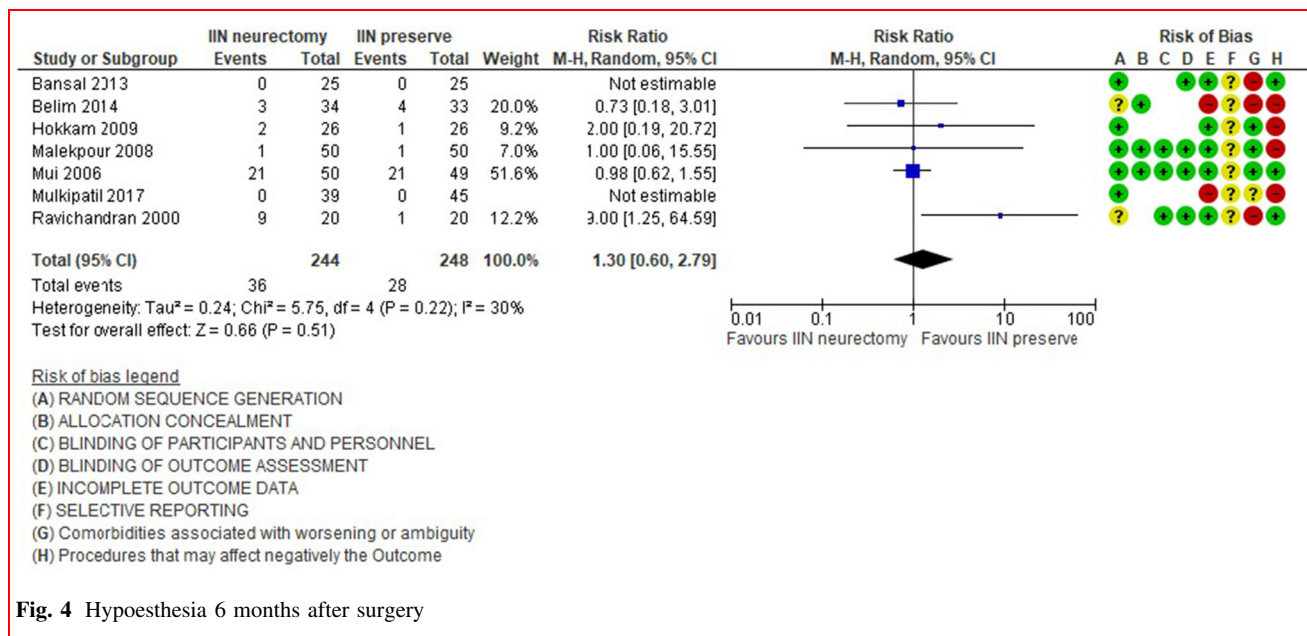 IIN neurectomy IIN preserve Risk Ratio Risk Ratio Risk of Bias
Study or Subgroup Events Total Events Total Weight M-H, Random, 95% CI M-H, Random, 95% CI A B C D E F G H
Bansal 2013 0 25 0 25 Not estimable + + + ? - +
Belim 2014 3 34 4 33 20.0% 0.73 [0.18, 3.01] ? + - ? - -
Hokkam 2009 2 26 1 26 9.2% 2.00 [0.19, 20.72] + + ? + -
Malekpour 2008 1 50 1 50 7.0% 1.00 [0.06, 15.55] + + + + + ? + -
Mui 2006 21 50 21 49 51.6% 0.98 [0.62, 1.55] + + + + + ? + +
Mulkipatil 2017 0 39 0 45 Not estimable + - ? ? -
Ravichandran 2000 9 20 1 20 12.2% 9.00 [1.25, 64.59] ? + + + ? - +
Total (95% CI) 244 248 100.0% 1.30 [0.60, 2.79]
Total events 36 28
Heterogeneity: Tau² = 0.24; Chi² = 5.75, df = 4 (P = 0.22); I² = 30%
Test for overall effect: Z = 0.66 (P = 0.51)
0.01 0.1 1 10 100
Favours IIN neurectomy Favours IIN preserve
Risk of bias legend
(A) RANDOM SEQUENCE GENERATION
(B) ALLOCATION CONCEALMENT
(C) BLINDING OF PARTICIPANTS AND PERSONNEL
(D) BLINDING OF OUTCOME ASSESSMENT
(E) INCOMPLETE OUTCOME DATA
(F) SELECTIVE REPORTING
(G) Comorbidities associated with worsening or ambiguity
(H) Procedures that may affect negatively the Outcome
Fig. 4 Hypoesthesia 6 months after surgery